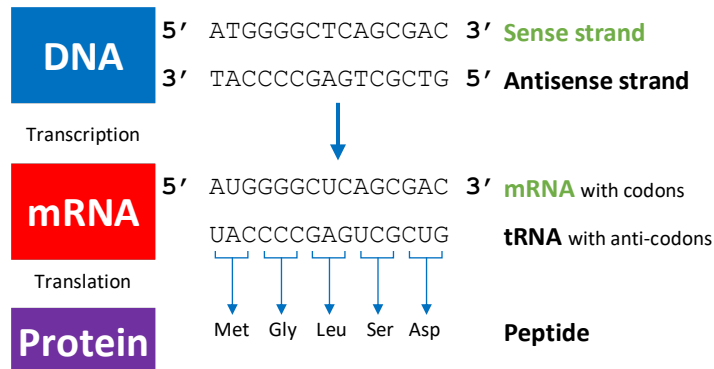 5’ ATGGGGCTCAGCGAC 3’ Sense strand
DNA
3’ TACCCCGAGTCGCTG 5’ Antisense strand
Transcription
5’ AUGGGGCUCAGCGAC 3’ mRNA with codons
mRNA
UACCCCGAGUCGCUG tRNA with anti-codons
Translation
Met Gly Leu Ser Asp
Protein Peptide